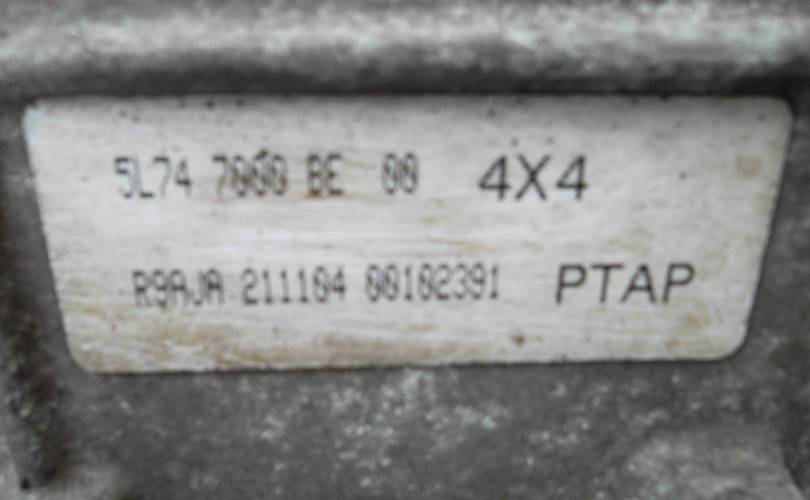 5L74 7000 BE 00 4X4
R9AJA 211104 00102391 PTAP